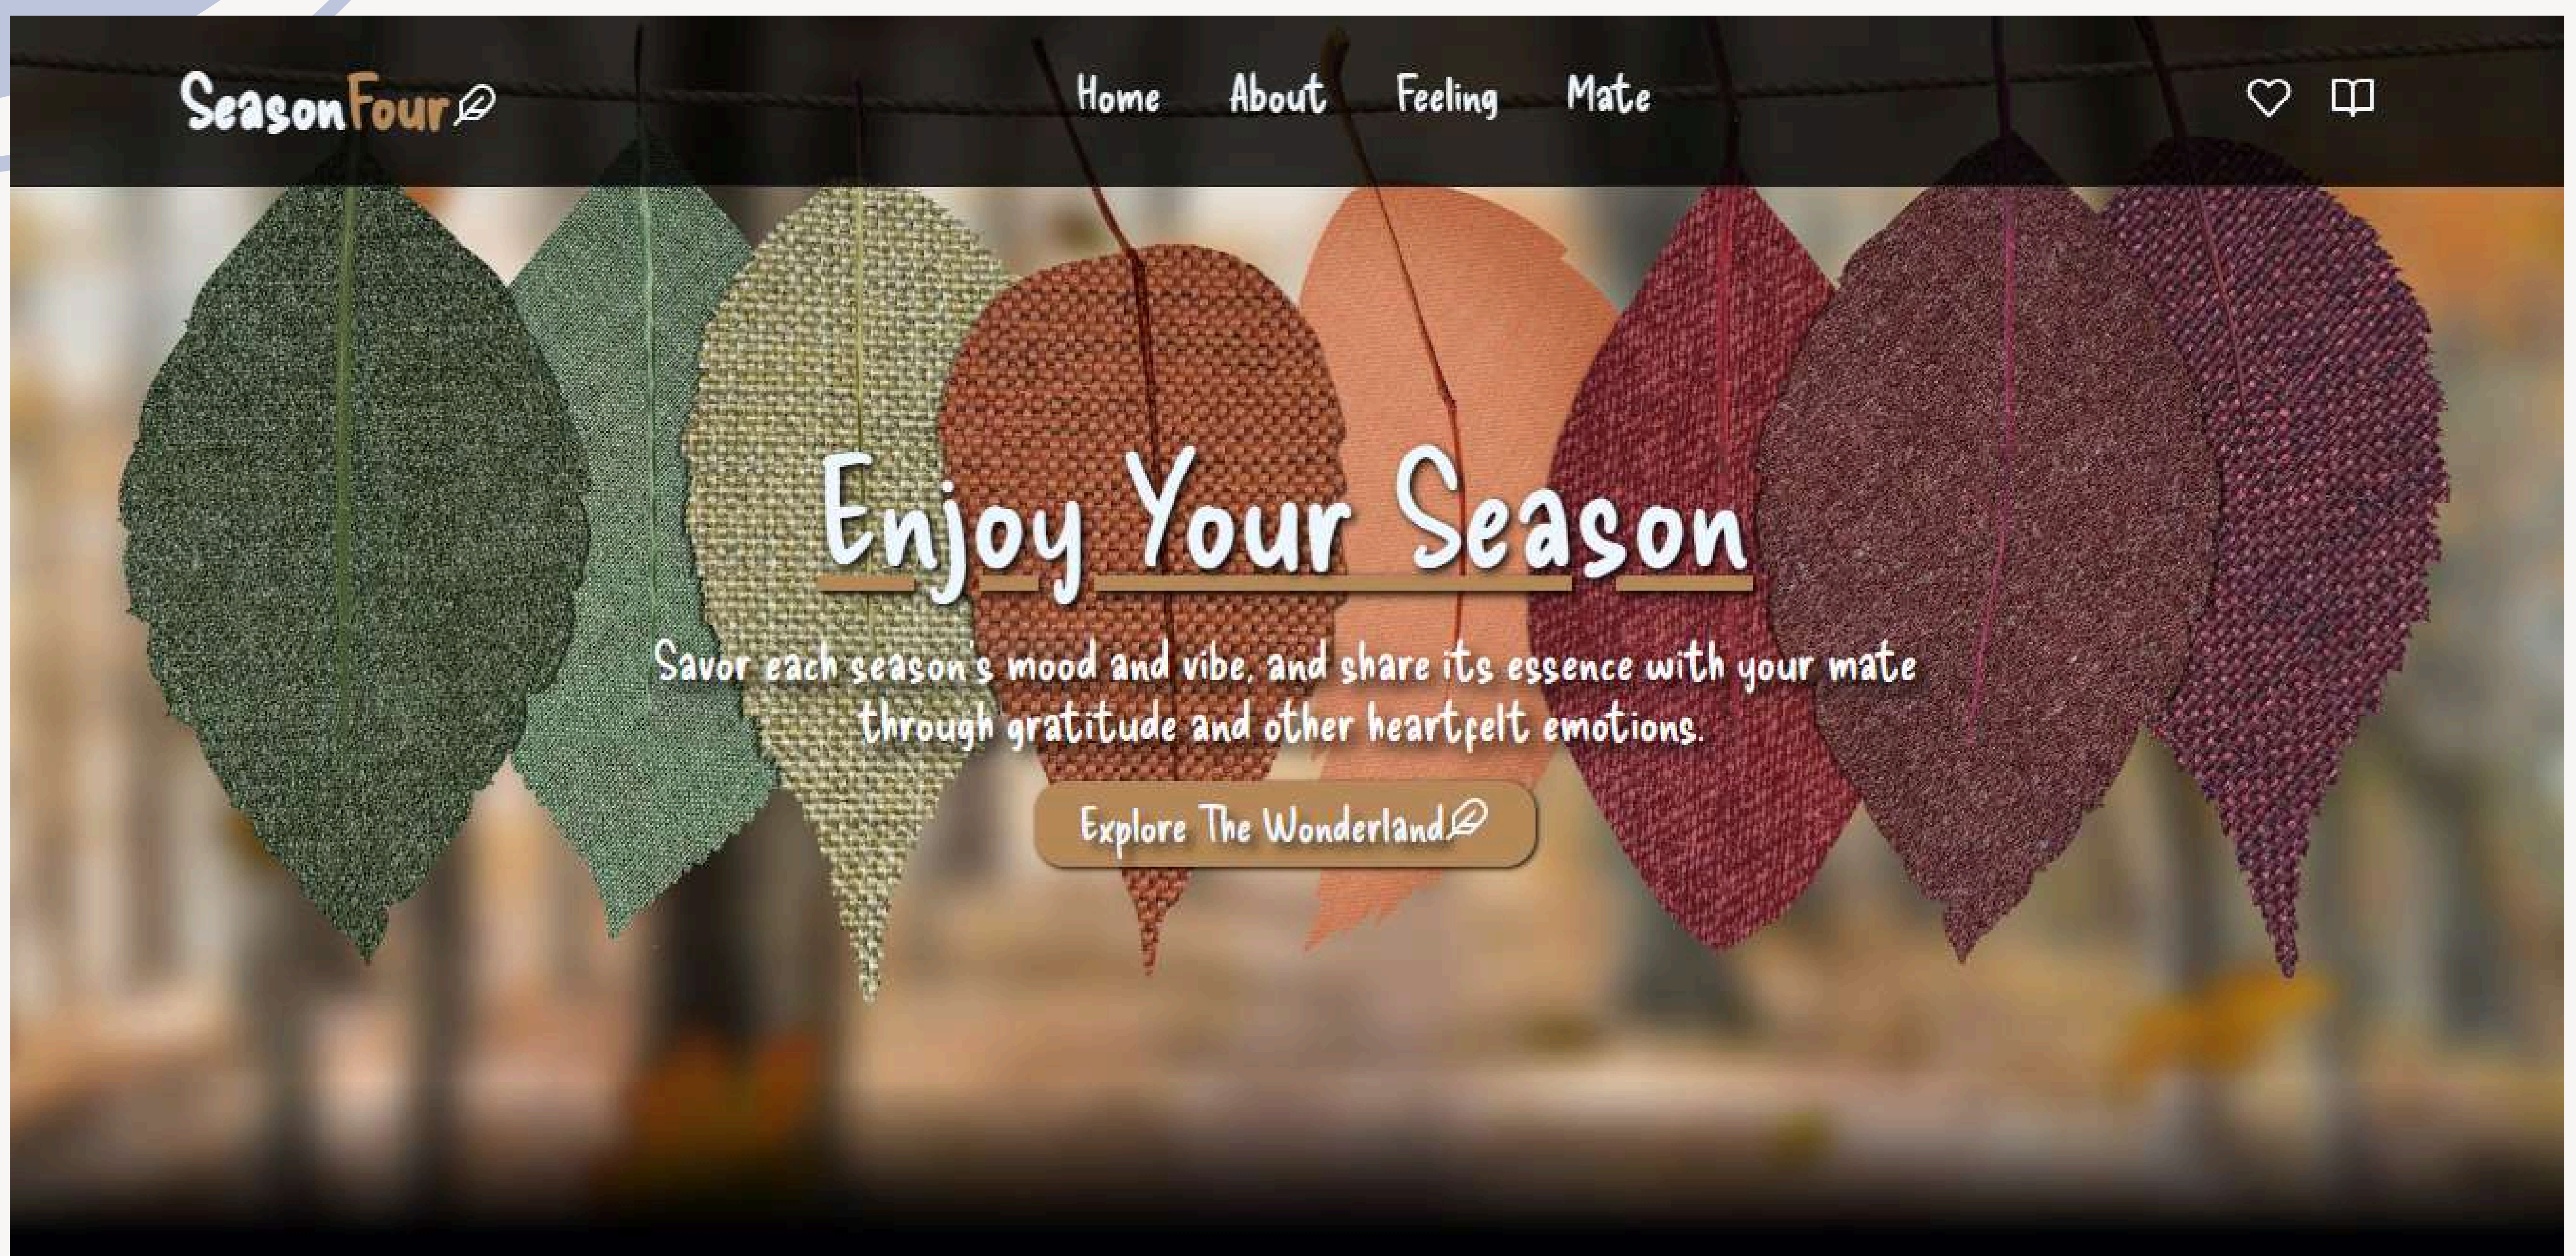 SeasonFour
Home About Feeling Mate
Enjoy Your Season
Savor each season's mood and vibe, and share its essence with your mate
through gratitude and other heartfelt emotions.
Explore The Wonderland